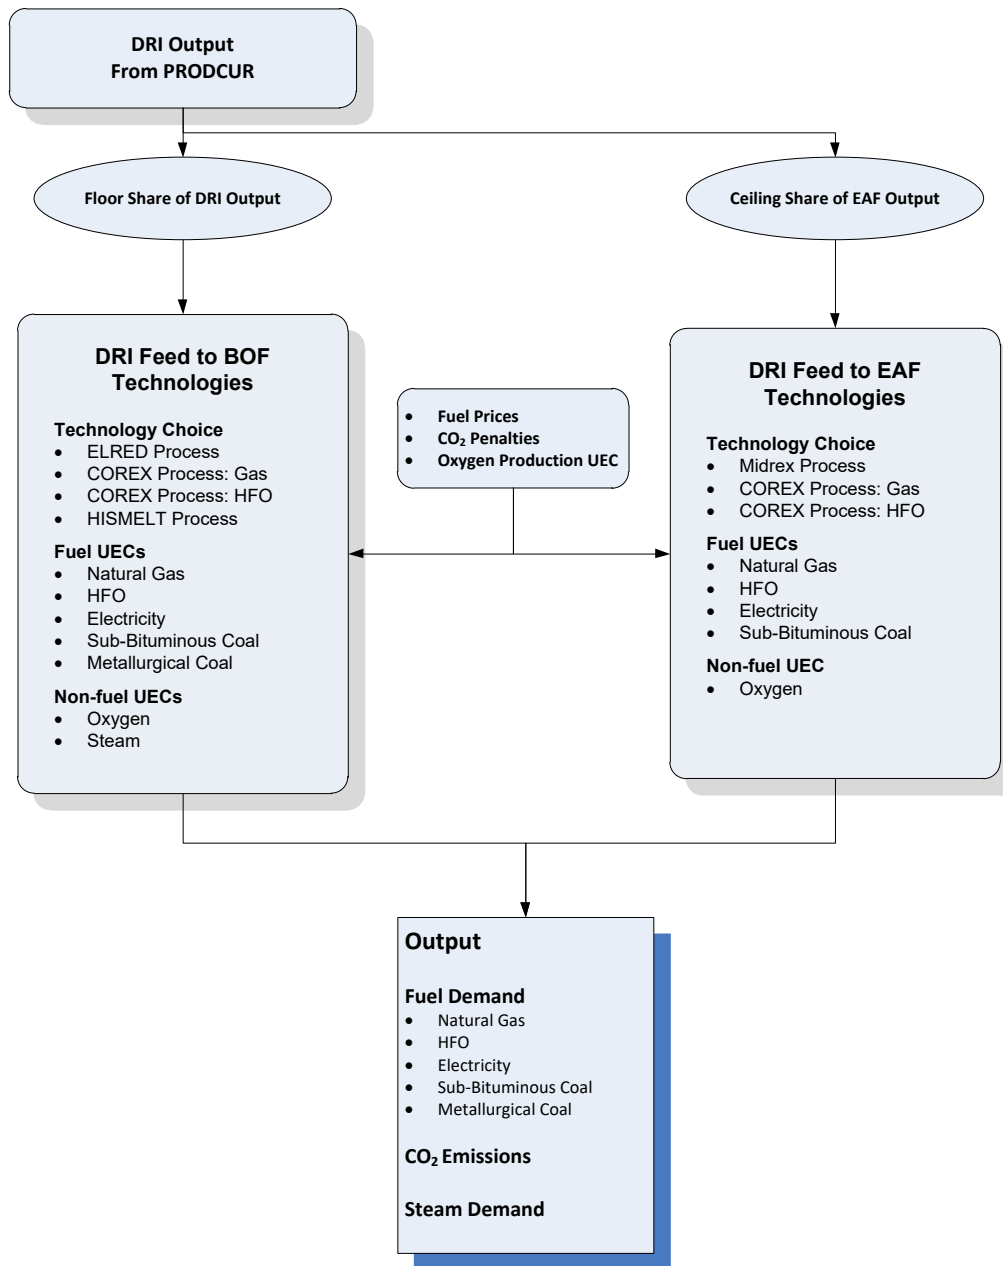 DRI Output
From PRODCUR
Floor Share of DRI Output
Ceiling Share of EAF Output
DRI Feed to BOF
Technologies
Technology Choice
• ELRED Process
• COREX Process: Gas
• COREX Process: HFO
• HISMELT Process
Fuel UECs
• Natural Gas
• HFO
• Electricity
• Sub-Bituminous Coal
• Metallurgical Coal
Non-fuel UECs
• Oxygen
• Steam
• Fuel Prices
• CO₂ Penalties
• Oxygen Production UEC
DRI Feed to EAF
Technologies
Technology Choice
• Midrex Process
• COREX Process: Gas
• COREX Process: HFO
Fuel UECs
• Natural Gas
• HFO
• Electricity
• Sub-Bituminous Coal
Non-fuel UEC
• Oxygen
Output
Fuel Demand
• Natural Gas
• HFO
• Electricity
• Sub-Bituminous Coal
• Metallurgical Coal
CO₂ Emissions
Steam Demand